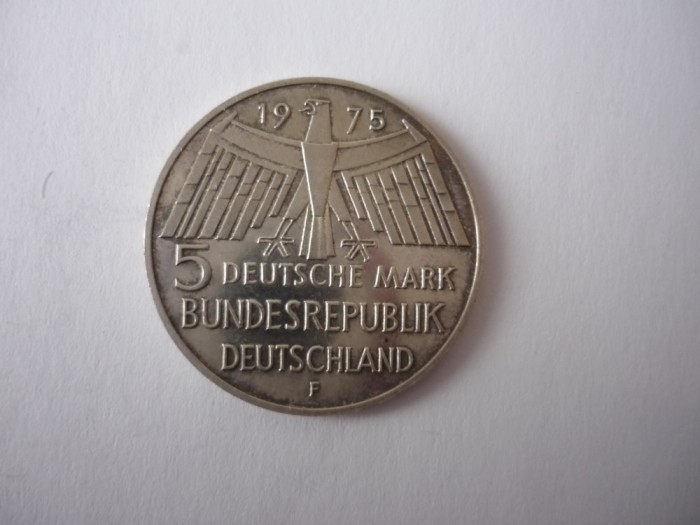 1975
5 DEUTSCHE MARK
BUNDESREPUBLIK
DEUTSCHLAND
F